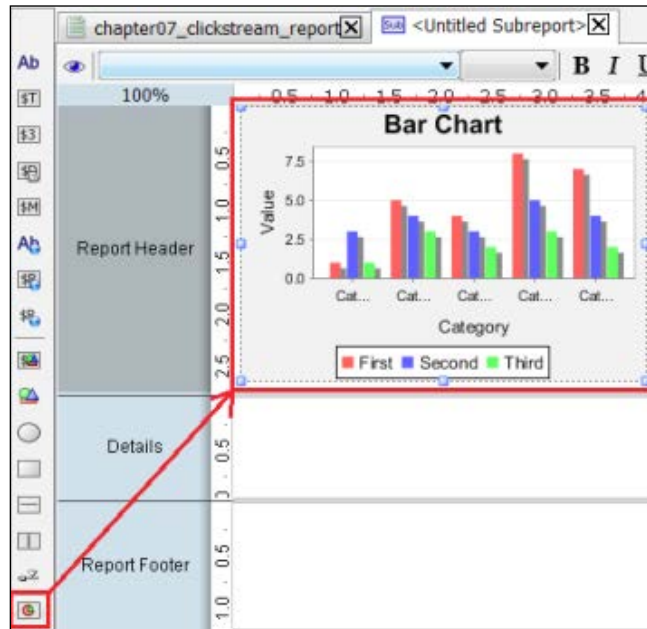 chapter07_clickstream_report
Sub <Untitled Subreport>
Ab
B I U
100%
0.5 1.0 1.5 2.0 2.5 3.0 3.5 4
$T
$3
$M
Ab
Report Header
0.5
1.0
1.5
2.0
2.5
Bar Chart
Value
7.5
5.0
2.5
0.0
Cat... Cat... Cat... Cat... Cat...
Category
First Second Third
Details
0.5
Report Footer
0.5
1.0